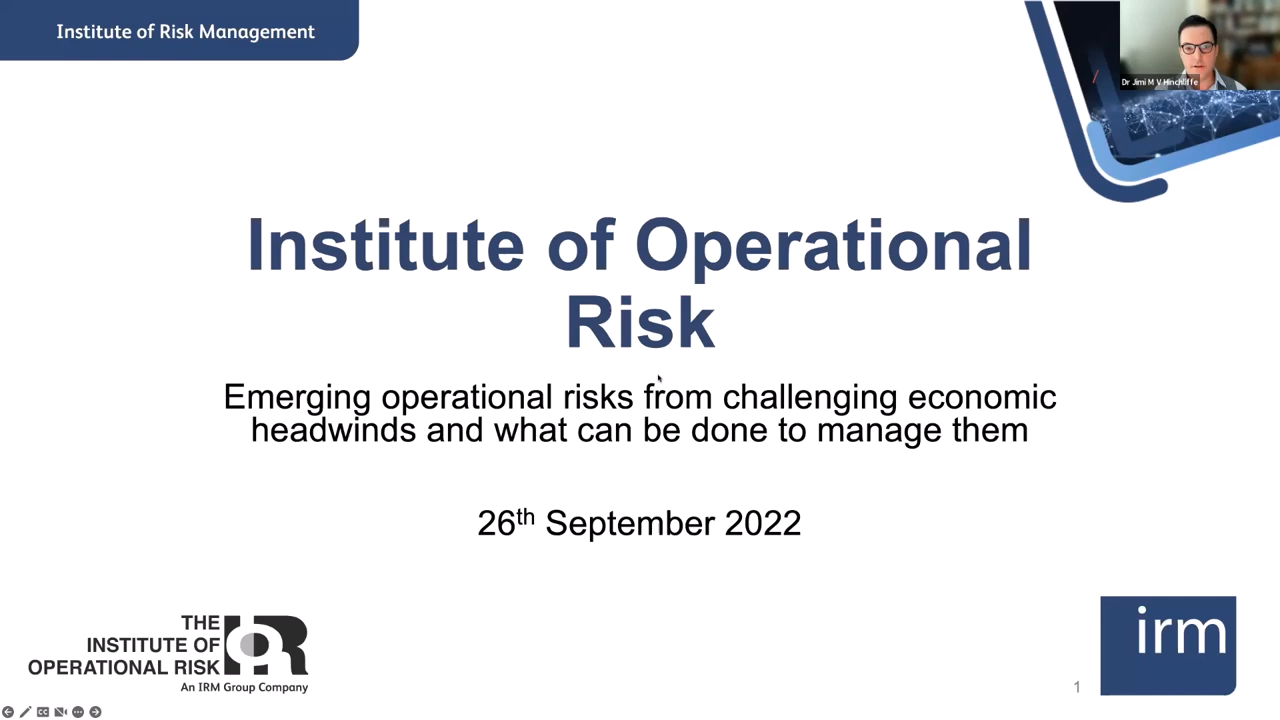 Institute of Risk Management
Dr Jimi M V Hinchliffe
Institute of Operational
Risk
Emerging operational risks from challenging economic
headwinds and what can be done to manage them
26th September 2022
THE
INSTITUTE OF
OPERATIONAL RISK
IOR
An IRM Group Company
irm
1
CC